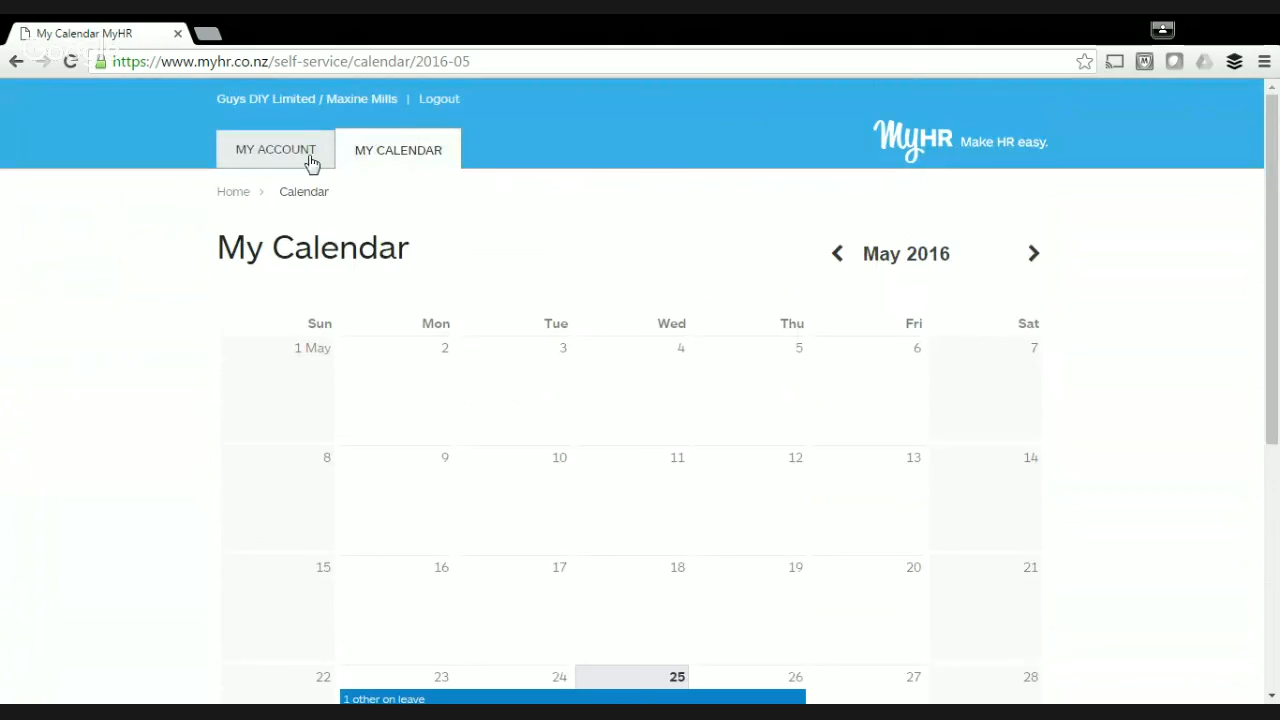 My Calendar MyHR
https://www.myhr.co.nz/self-service/calendar/2016-05
Guys DIY Limited / Maxine Mills | Logout
MY ACCOUNT MY CALENDAR
MyHR Make HR easy.
Home > Calendar
My Calendar
May 2016
Sun Mon Tue Wed Thu Fri Sat
1 May 2 3 4 5 6 7
8 9 10 11 12 13 14
15 16 17 18 19 20 21
22 23 24 25 26 27 28
1 other on leave